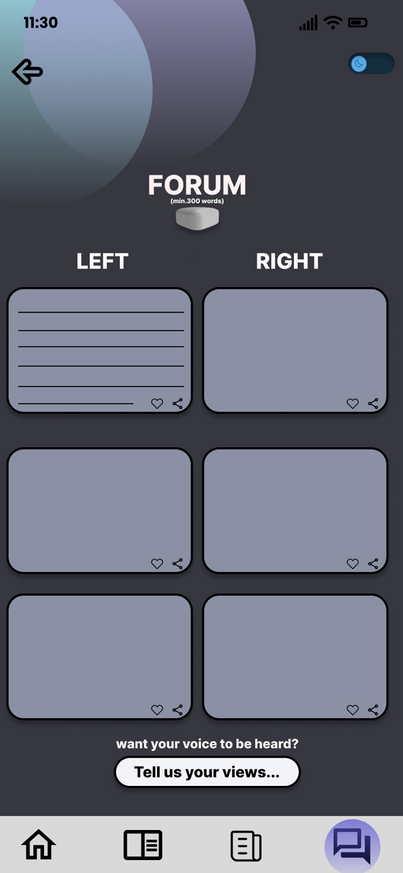 11:30
FORUM
(min.300 words)
LEFT
RIGHT
want your voice to be heard?
Tell us your views...